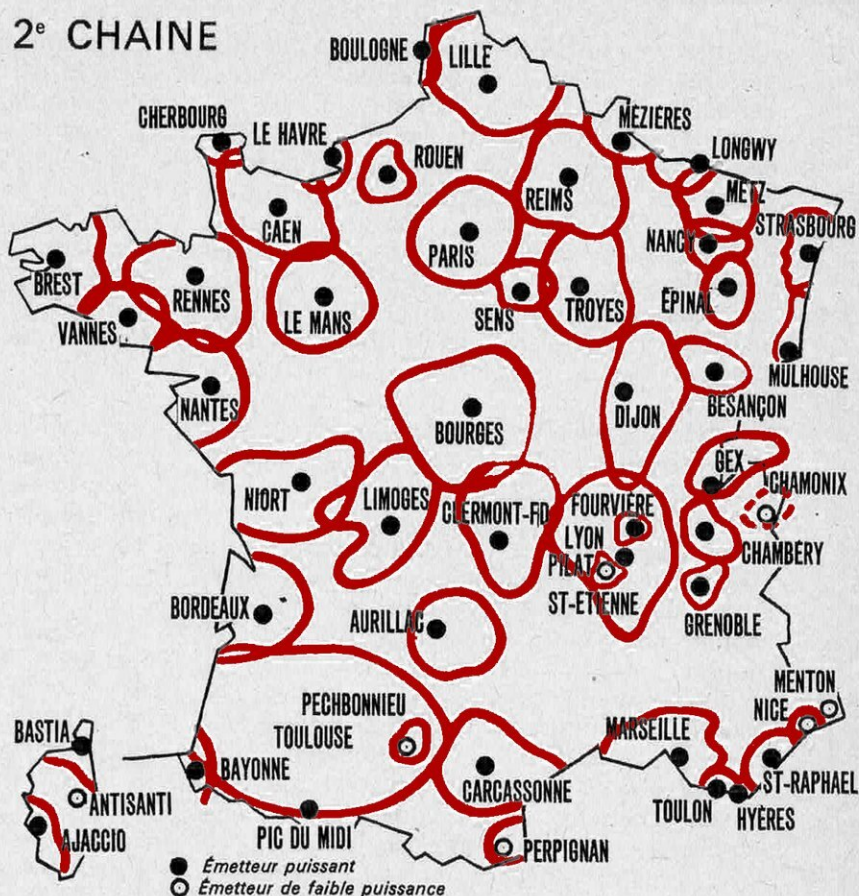 2e CHAINE
BOULOGNE
LILLE
CHERBOURG
LE HAVRE
MÉZIÈRES
ROUEN
LONGWY
REIMS
METZ
CAEN
STRASBOURG
PARIS
NANCY
BREST
RENNES
LE MANS
SENS
TROYES
ÉPINAL
VANNES
MULHOUSE
NANTES
DIJON
BESANÇON
BOURGES
GEX
NIORT
LIMOGES
CLERMONT-FD
FOURVIÈRE
CHAMONIX
LYON
CHAMBÉRY
PILAT
ST-ETIENNE
BORDEAUX
AURILLAC
GRENOBLE
MENTON
PECHBONNIEU
NICE
BASTIA
TOULOUSE
MARSEILLE
BAYONNE
ST-RAPHAEL
ANTISANTI
CARCASSONNE
TOULON
HYÈRES
AJACCIO
PIC DU MIDI
PERPIGNAN
Émetteur puissant
Émetteur de faible puissance